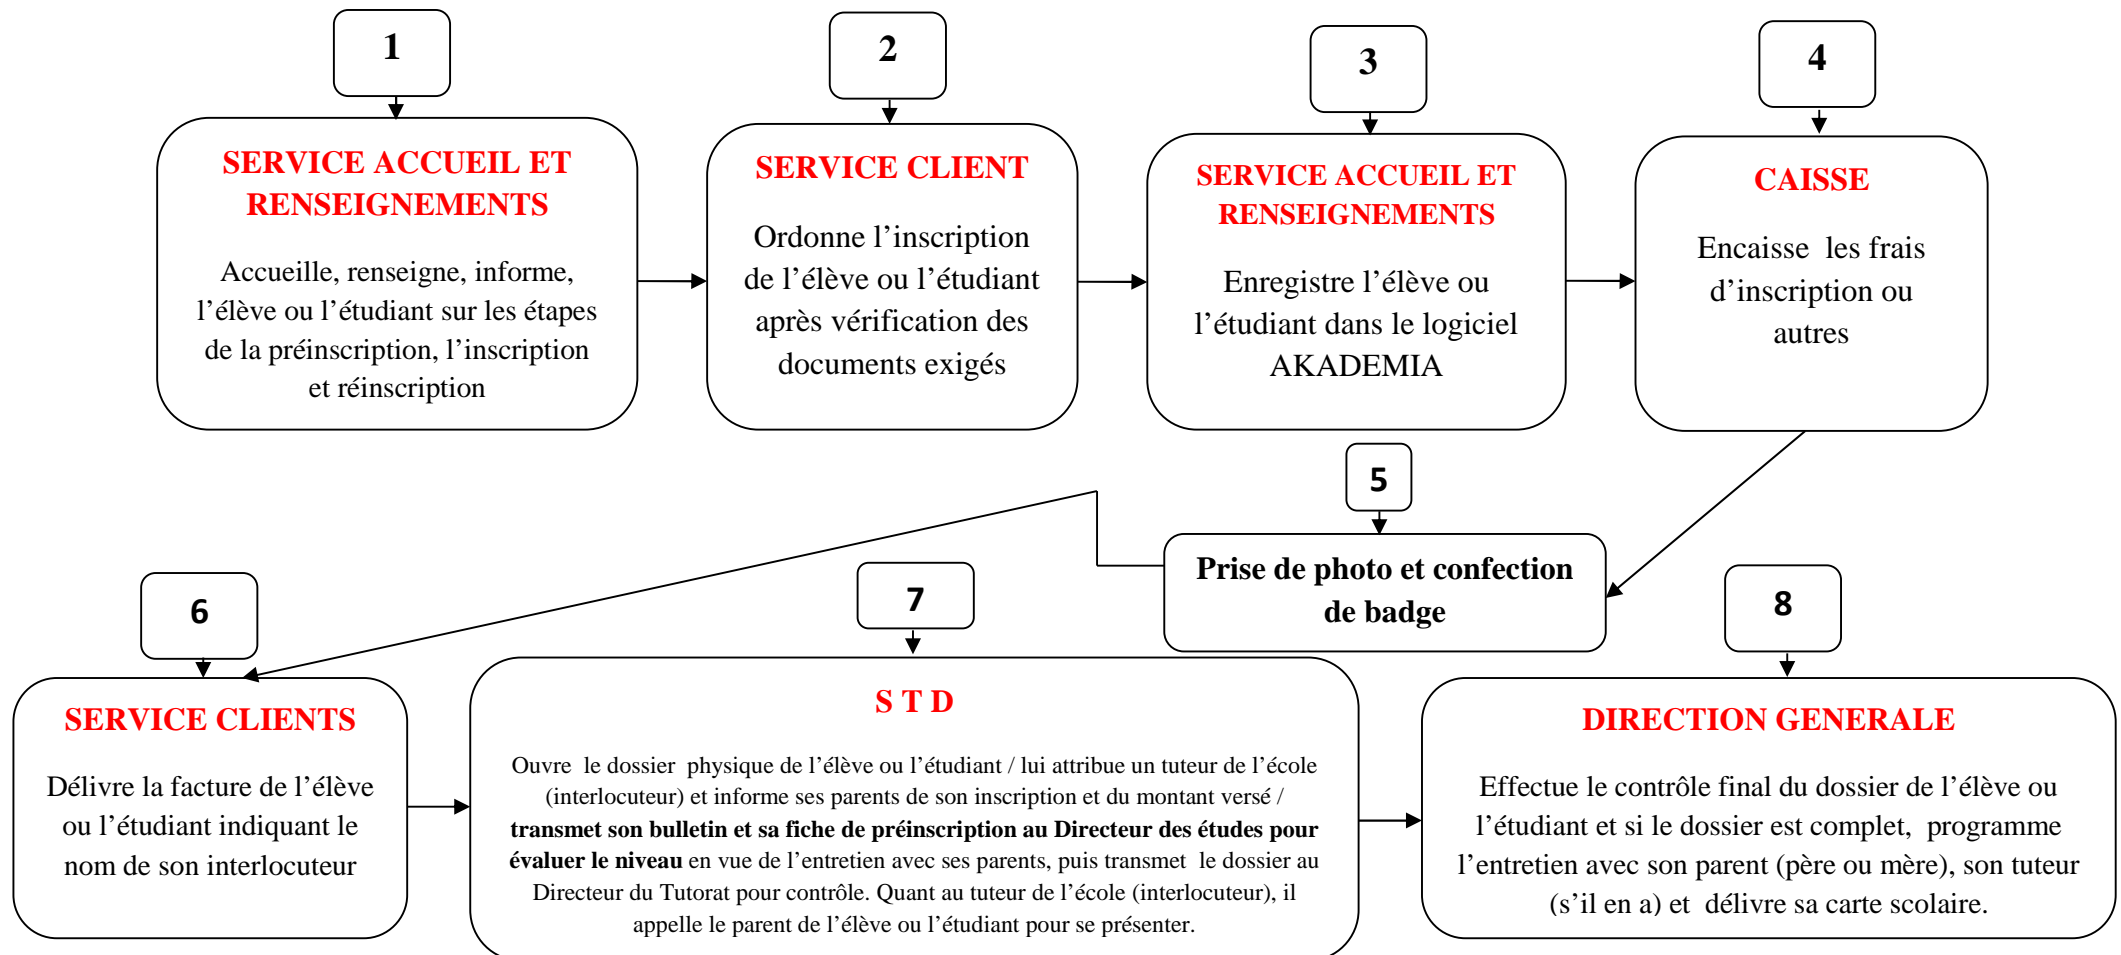 1
SERVICE ACCUEIL ET
RENSEIGNEMENTS
Accueille, renseigne, informe,
l’élève ou l’étudiant sur les étapes
de la préinscription, l’inscription
et réinscription
2
SERVICE CLIENT
Ordonne l’inscription
de l’élève ou l’étudiant
après vérification des
documents exigés
3
SERVICE ACCUEIL ET
RENSEIGNEMENTS
Enregistre l’élève ou
l’étudiant dans le logiciel
AKADEMIA
4
CAISSE
Encaisse les frais
d’inscription ou
autres
5
Prise de photo et confection
de badge
6
SERVICE CLIENTS
Délivre la facture de l’élève
ou l’étudiant indiquant le
nom de son interlocuteur
7
S T D
Ouvre le dossier physique de l’élève ou l’étudiant / lui attribue un tuteur de l’école
(interlocuteur) et informe ses parents de son inscription et du montant versé /
transmet son bulletin et sa fiche de préinscription au Directeur des études pour
évaluer le niveau en vue de l’entretien avec ses parents, puis transmet le dossier au
Directeur du Tutorat pour contrôle. Quant au tuteur de l’école (interlocuteur), il
appelle le parent de l’élève ou l’étudiant pour se présenter.
8
DIRECTION GENERALE
Effectue le contrôle final du dossier de l’élève ou
l’étudiant et si le dossier est complet, programme
l’entretien avec son parent (père ou mère), son tuteur
(s’il en a) et délivre sa carte scolaire.